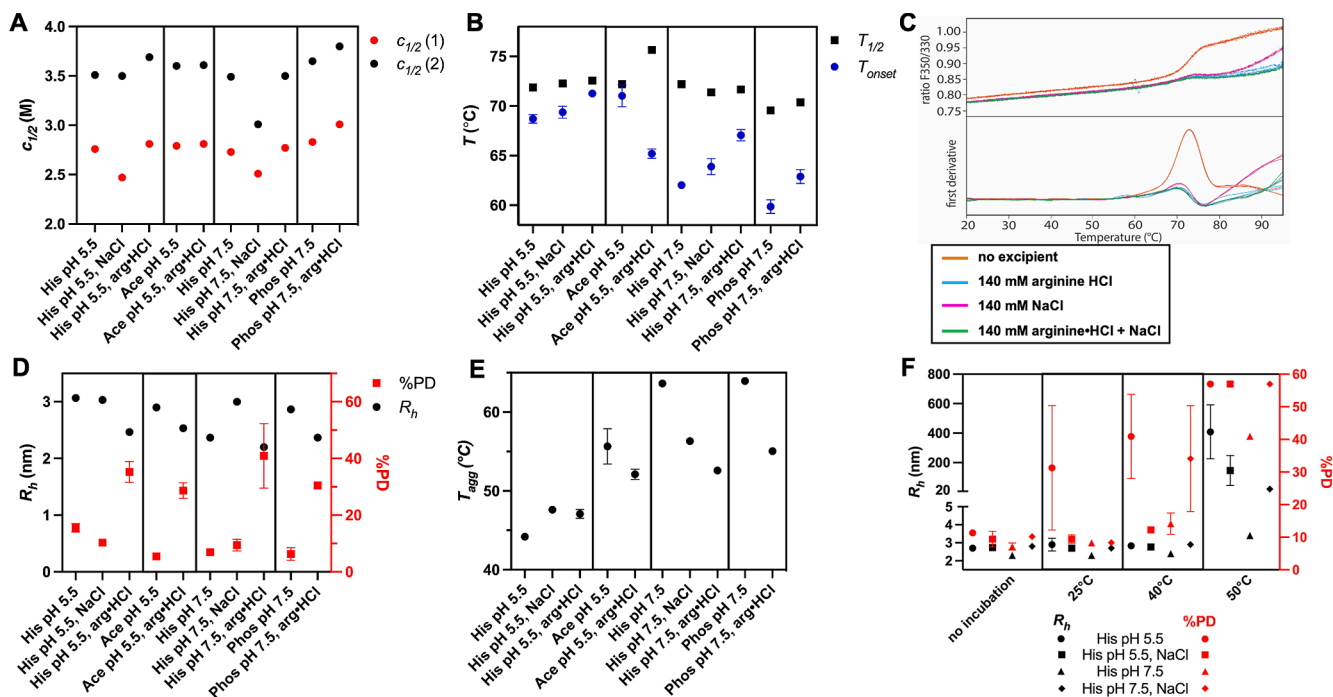 A
4.0
3.5
3.0
2.5
2.0
c1/2 (M)
c1/2 (1)
c1/2 (2)
His pH 5.5
His pH 5.5, NaCl
His pH 5.5, arg•HCl
Ace pH 5.5
Ace pH 5.5, arg•HCl
His pH 7.5
His pH 7.5, NaCl
His pH 7.5, arg•HCl
Phos pH 7.5
Phos pH 7.5, arg•HCl
B
75
70
65
60
T (°C)
T1/2
Tonset
His pH 5.5
His pH 5.5, NaCl
His pH 5.5, arg•HCl
Ace pH 5.5
Ace pH 5.5, arg•HCl
His pH 7.5
His pH 7.5, NaCl
His pH 7.5, arg•HCl
Phos pH 7.5
Phos pH 7.5, arg•HCl
C
ratio F350/330
1.00
0.95
0.90
0.85
0.80
0.75
first derivative
20 30 40 50 60 70 80 90
Temperature (°C)
no excipient
140 mM arginine HCl
140 mM NaCl
140 mM arginine•HCl + NaCl
D
3
2
1
0
Rh (nm)
60
40
20
0
%PD
%PD
Rh
His pH 5.5
His pH 5.5, NaCl
His pH 5.5, arg•HCl
Ace pH 5.5
Ace pH 5.5, arg•HCl
His pH 7.5
His pH 7.5, NaCl
His pH 7.5, arg•HCl
Phos pH 7.5
Phos pH 7.5, arg•HCl
E
60
50
40
Tagg (°C)
His pH 5.5
His pH 5.5, NaCl
His pH 5.5, arg•HCl
Ace pH 5.5
Ace pH 5.5, arg•HCl
His pH 7.5
His pH 7.5, NaCl
His pH 7.5, arg•HCl
Phos pH 7.5
Phos pH 7.5, arg•HCl
F
800
600
400
200
20
5
4
3
2
Rh (nm)
60
50
40
30
20
10
0
%PD
no incubation
25°C
40°C
50°C
Rh %PD
His pH 5.5
His pH 5.5, NaCl
His pH 7.5
His pH 7.5, NaCl